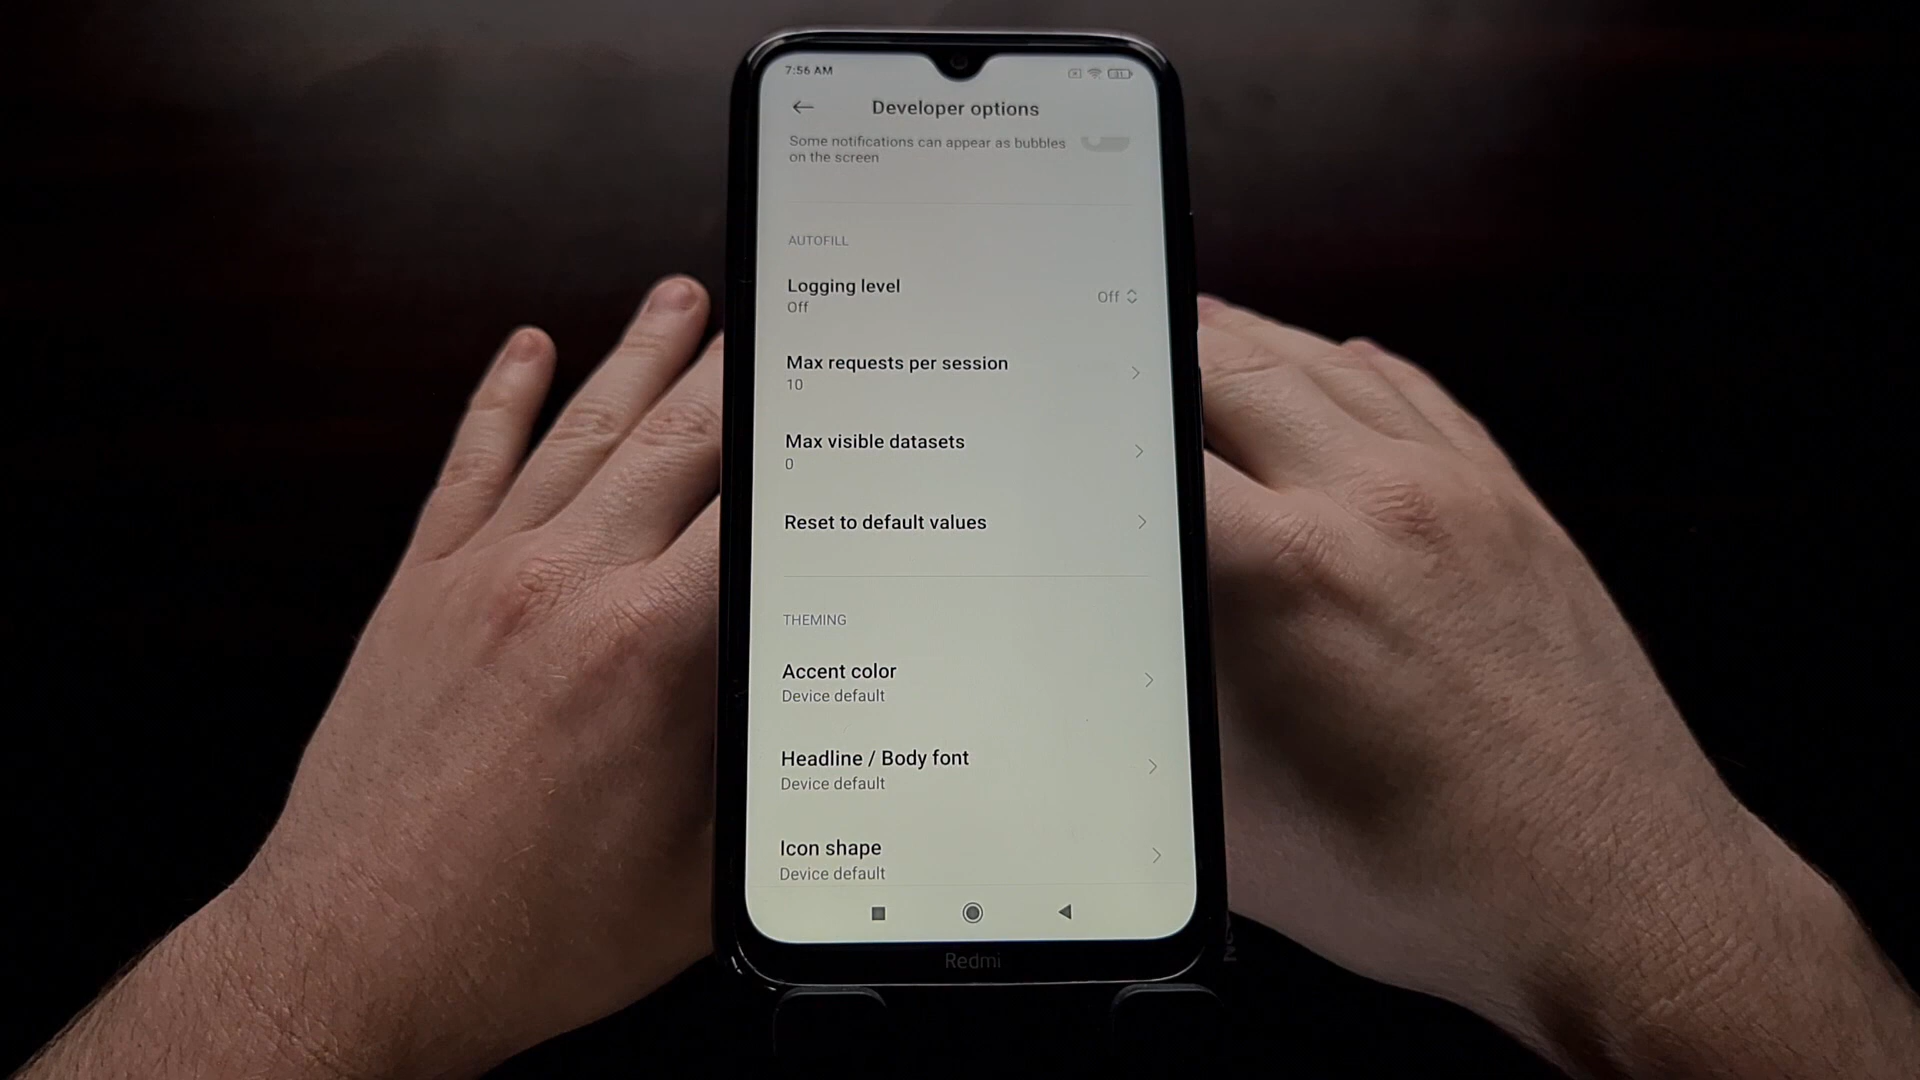 7:56 AM
Developer options
Some notifications can appear as bubbles
on the screen
AUTOFILL
Logging level
Off
Off
Max requests per session
10
Max visible datasets
0
Reset to default values
THEMING
Accent color
Device default
Headline / Body font
Device default
Icon shape
Device default
Redmi